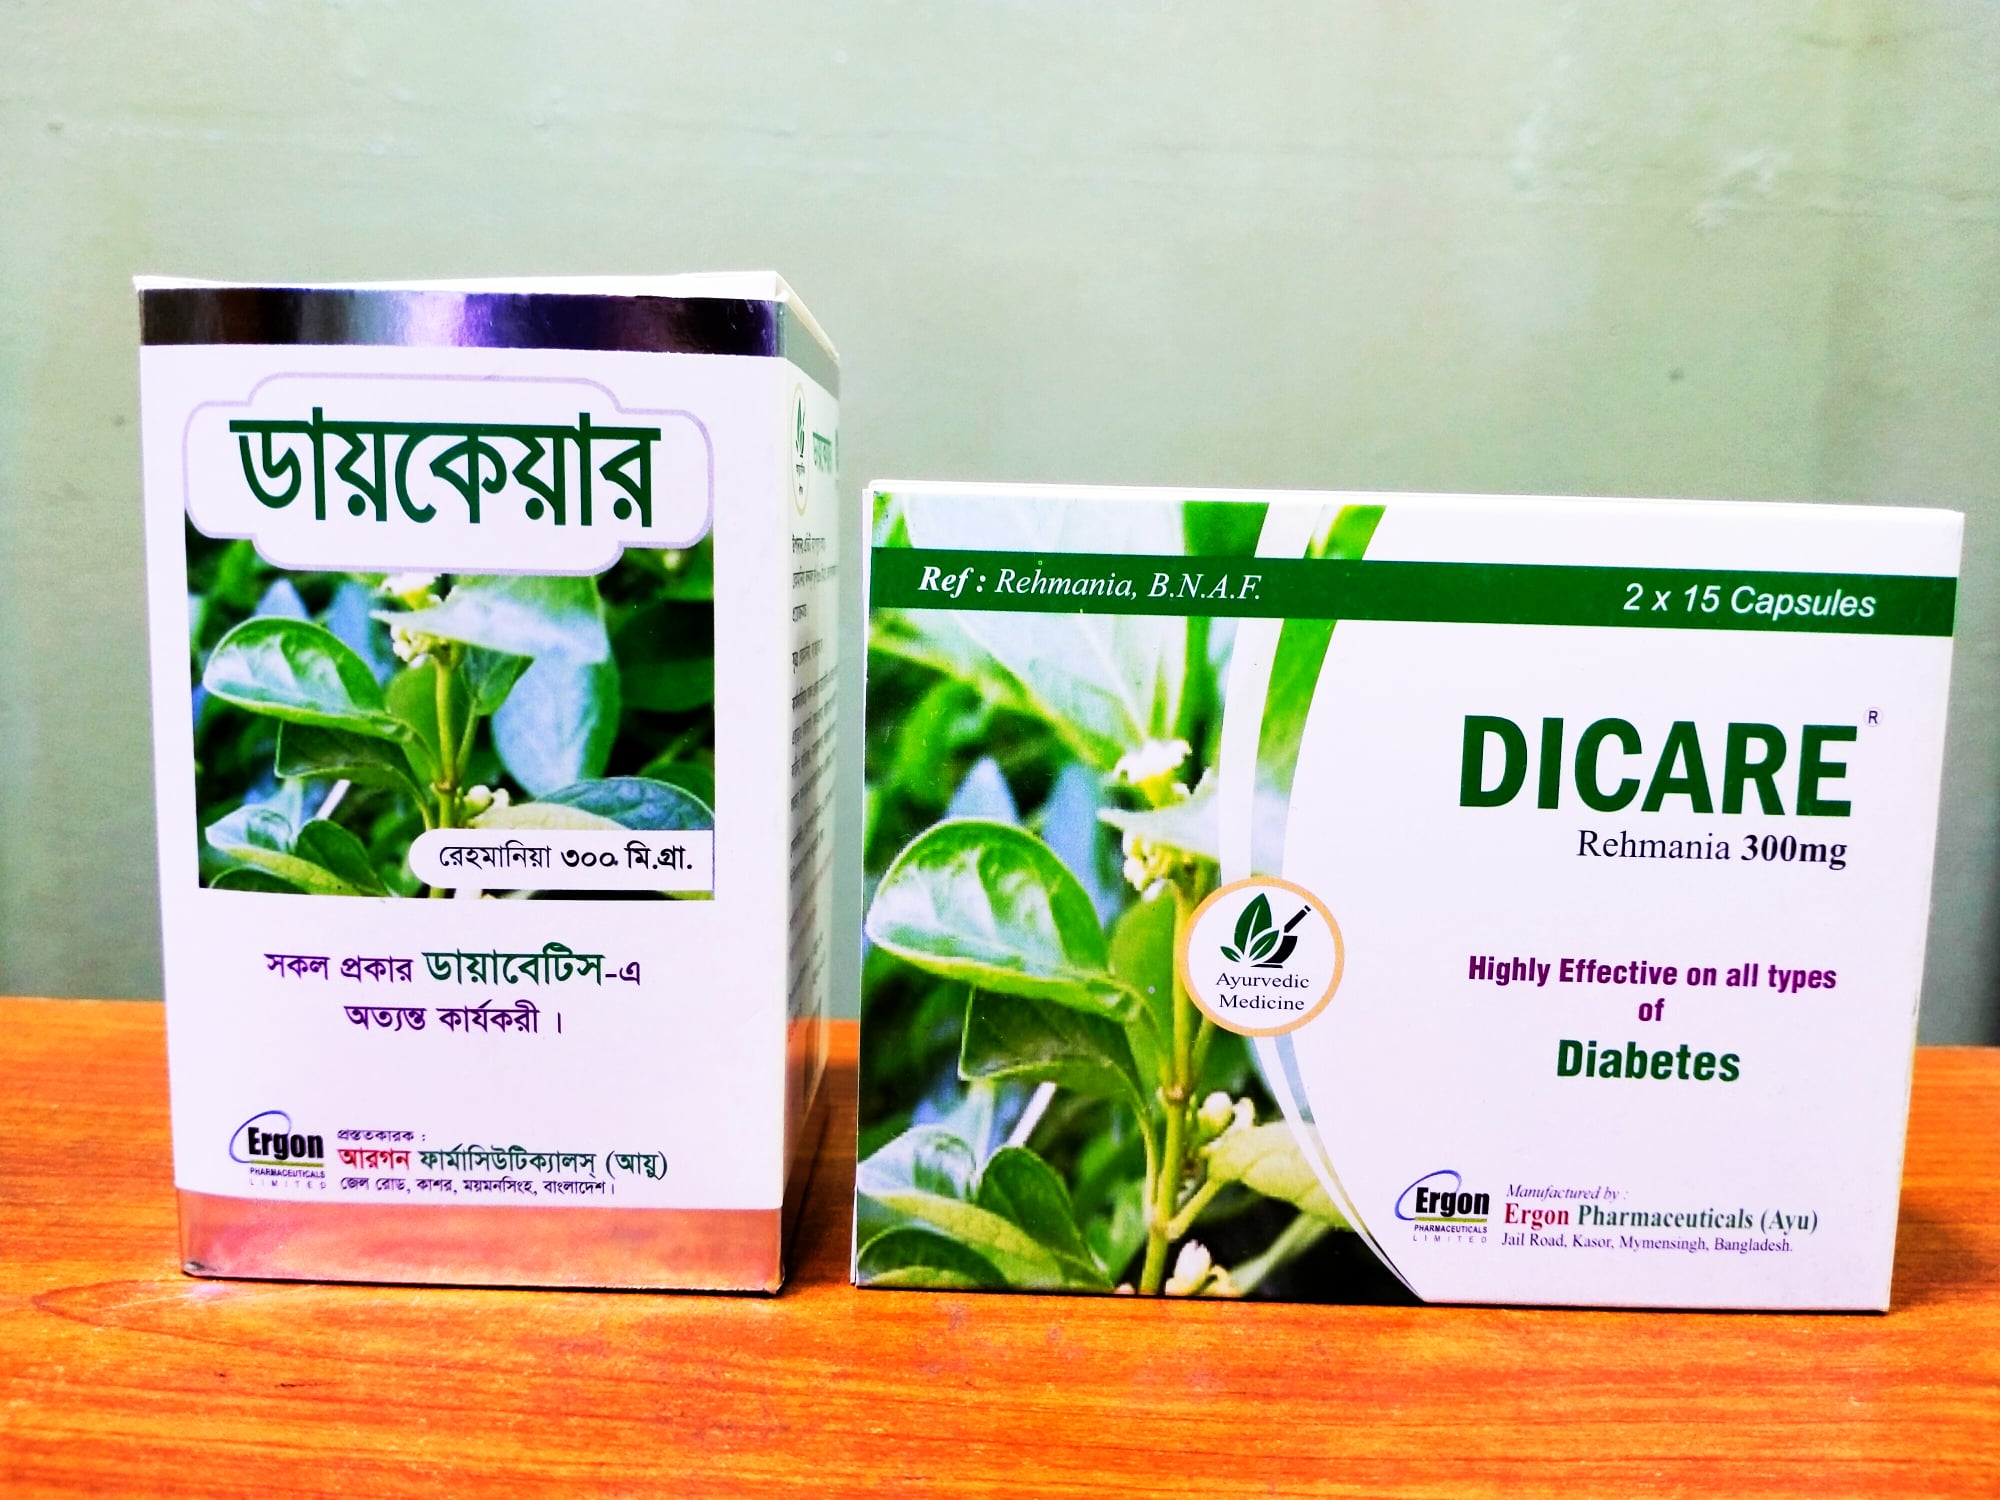 ডায়কেয়ার
রেহমানিয়া ৩০০ মি.গ্রা.
সকল প্রকার ডায়াবেটিস-এ
অত্যন্ত কার্যকরী ।
Ergon
PHARMACEUTICALS
LIMITED
প্রস্তুতকারক :
আরগন ফার্মাসিউটিক্যালস্ (আয়ু)
জেল রোড, কাশর, ময়মনসিংহ, বাংলাদেশ।
Ref : Rehmania, B.N.A.F.
2 x 15 Capsules
DICARE ®
Rehmania 300mg
Ayurvedic
Medicine
Highly Effective on all types
of
Diabetes
Ergon
PHARMACEUTICALS
LIMITED
Manufactured by :
Ergon Pharmaceuticals (Ayu)
Jail Road, Kasor, Mymensingh, Bangladesh.